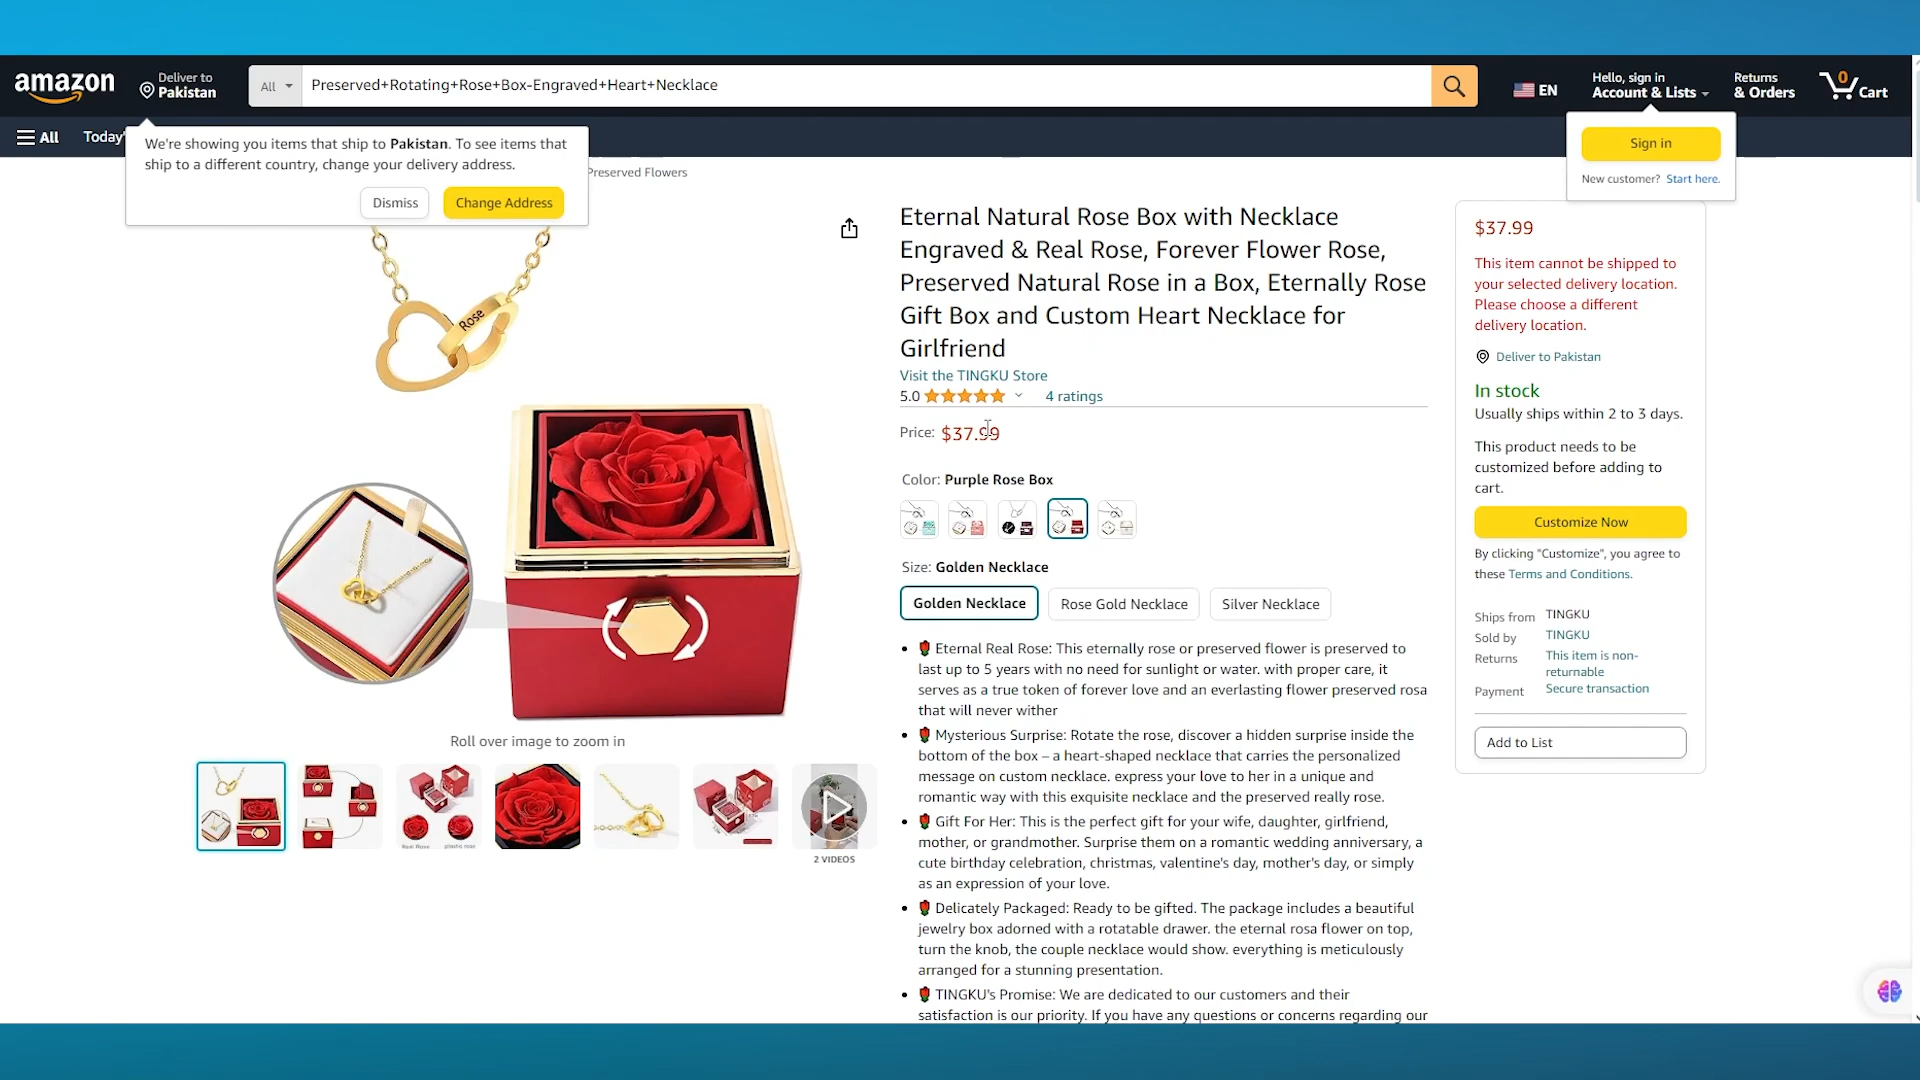 amazon
Deliver to
Pakistan
All
Preserved+Rotating+Rose+Box-Engraved+Heart+Necklace
EN
Hello, sign in
Account & Lists
Returns
& Orders
0
Cart
All
Today'
We're showing you items that ship to Pakistan. To see items that
ship to a different country, change your delivery address.
Dismiss
Change Address
Sign in
New customer? Start here.
Preserved Flowers
Rose
Roll over image to zoom in
Real Rose
plastic rose
2 VIDEOS
Eternal Natural Rose Box with Necklace
Engraved & Real Rose, Forever Flower Rose,
Preserved Natural Rose in a Box, Eternally Rose
Gift Box and Custom Heart Necklace for
Girlfriend
Visit the TINGKU Store
5.0
4 ratings
Price: $37.99
Color: Purple Rose Box
Size: Golden Necklace
Golden Necklace
Rose Gold Necklace
Silver Necklace
• 🌹 Eternal Real Rose: This eternally rose or preserved flower is preserved to
last up to 5 years with no need for sunlight or water. with proper care, it
serves as a true token of forever love and an everlasting flower preserved rosa
that will never wither
• 🌹 Mysterious Surprise: Rotate the rose, discover a hidden surprise inside the
bottom of the box – a heart-shaped necklace that carries the personalized
message on custom necklace. express your love to her in a unique and
romantic way with this exquisite necklace and the preserved really rose.
• 🌹 Gift For Her: This is the perfect gift for your wife, daughter, girlfriend,
mother, or grandmother. Surprise them on a romantic wedding anniversary, a
cute birthday celebration, christmas, valentine's day, mother's day, or simply
as an expression of your love.
• 🌹 Delicately Packaged: Ready to be gifted. The package includes a beautiful
jewelry box adorned with a rotatable drawer. the eternal rosa flower on top,
turn the knob, the couple necklace would show. everything is meticulously
arranged for a stunning presentation.
• 🌹 TINGKU's Promise: We are dedicated to our customers and their
satisfaction is our priority. If you have any questions or concerns regarding our
$37.99
This item cannot be shipped to
your selected delivery location.
Please choose a different
delivery location.
Deliver to Pakistan
In stock
Usually ships within 2 to 3 days.
This product needs to be
customized before adding to
cart.
Customize Now
By clicking "Customize", you agree to
these Terms and Conditions.
Ships from TINGKU
Sold by TINGKU
Returns This item is non-
returnable
Payment Secure transaction
Add to List